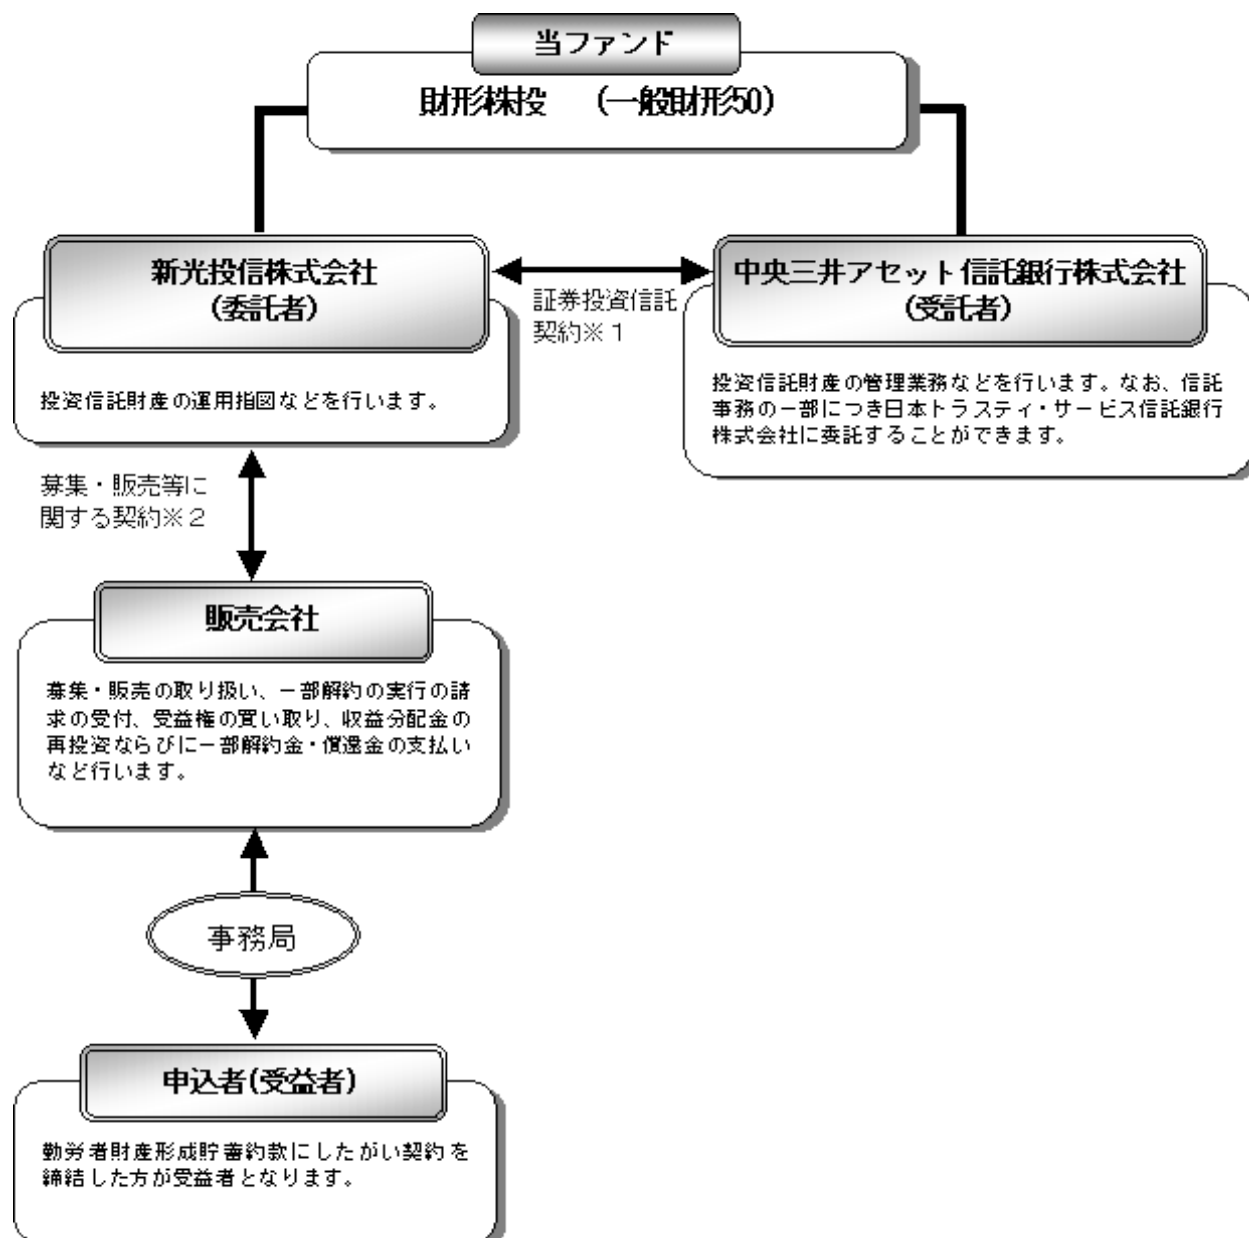 当ファンド
財形株投　（一般財形50）
新光投信株式会社
（委託者）
投資信託財産の運用指図などを行います。
証券投資信託
契約※１
中央三井アセット信託銀行株式会社
（受託者）
投資信託財産の管理業務などを行います。なお、信託
事務の一部につき日本トラスティ・サービス信託銀行
株式会社に委託することができます。
募集・販売等に
関する契約※２
販売会社
募集・販売の取り扱い、一部解約の実行の請
求の受付、受益権の買い取り、収益分配金の
再投資ならびに一部解約金・償還金の支払い
など行います。
事務局
申込者（受益者）
勤労者財産形成貯蓄約款にしたがい契約を
締結した方が受益者となります。